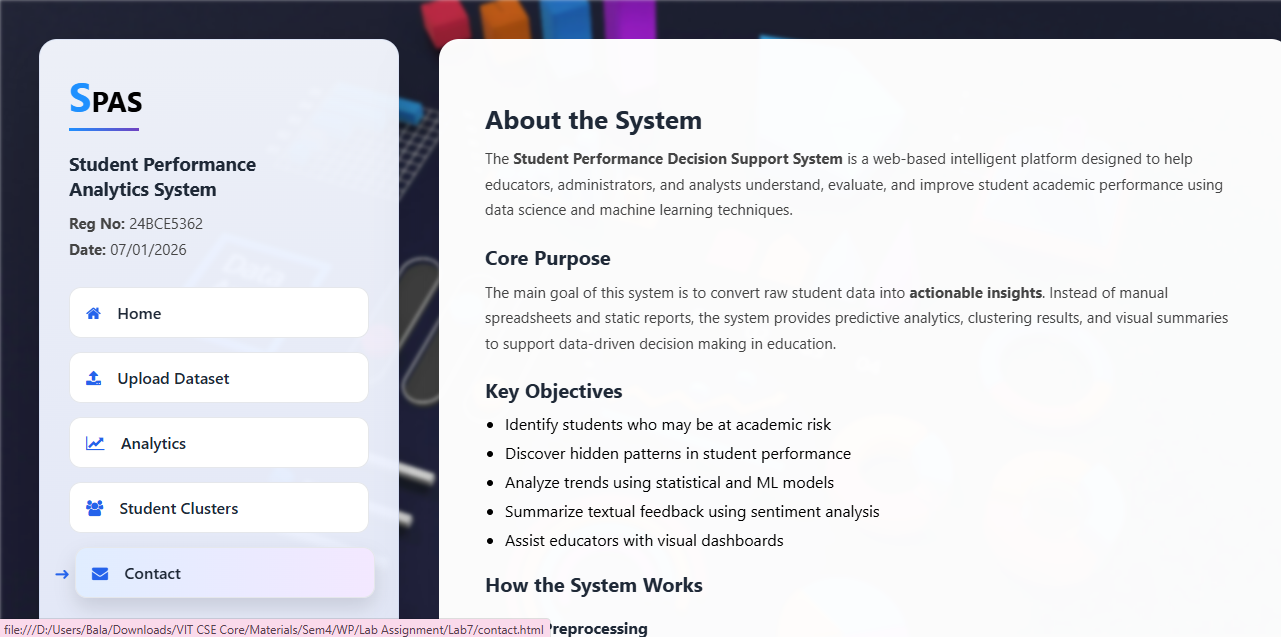 SPAS
Student Performance
Analytics System
Reg No: 24BCE5362
Date: 07/01/2026
Home
Upload Dataset
Analytics
Student Clusters
→ Contact
About the System
The Student Performance Decision Support System is a web-based intelligent platform designed to help
educators, administrators, and analysts understand, evaluate, and improve student academic performance using
data science and machine learning techniques.
Core Purpose
The main goal of this system is to convert raw student data into actionable insights. Instead of manual
spreadsheets and static reports, the system provides predictive analytics, clustering results, and visual summaries
to support data-driven decision making in education.
Key Objectives
• Identify students who may be at academic risk
• Discover hidden patterns in student performance
• Analyze trends using statistical and ML models
• Summarize textual feedback using sentiment analysis
• Assist educators with visual dashboards
How the System Works
Preprocessing
file:///D:/Users/Bala/Downloads/VIT CSE Core/Materials/Sem4/WP/Lab Assignment/Lab7/contact.html